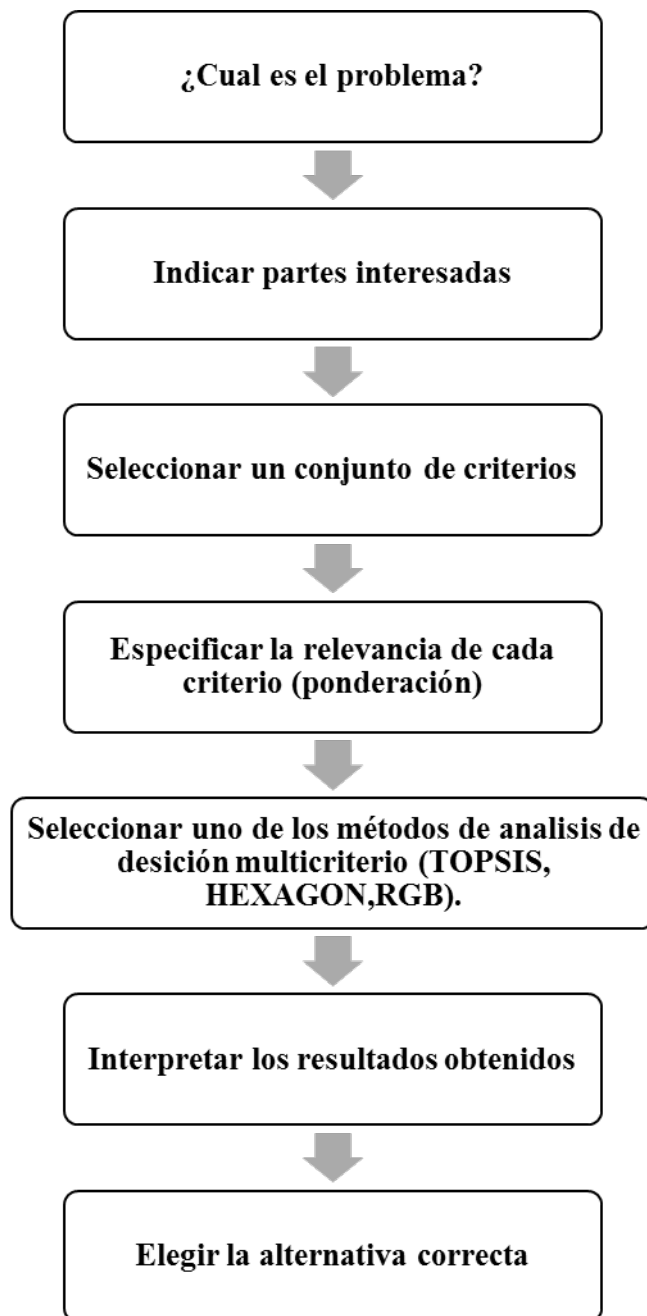 ¿Cual es el problema?
Indicar partes interesadas
Seleccionar un conjunto de criterios
Especificar la relevancia de cada
criterio (ponderación)
Seleccionar uno de los métodos de analisis de
desición multicriterio (TOPSIS,
HEXAGON,RGB).
Interpretar los resultados obtenidos
Elegir la alternativa correcta